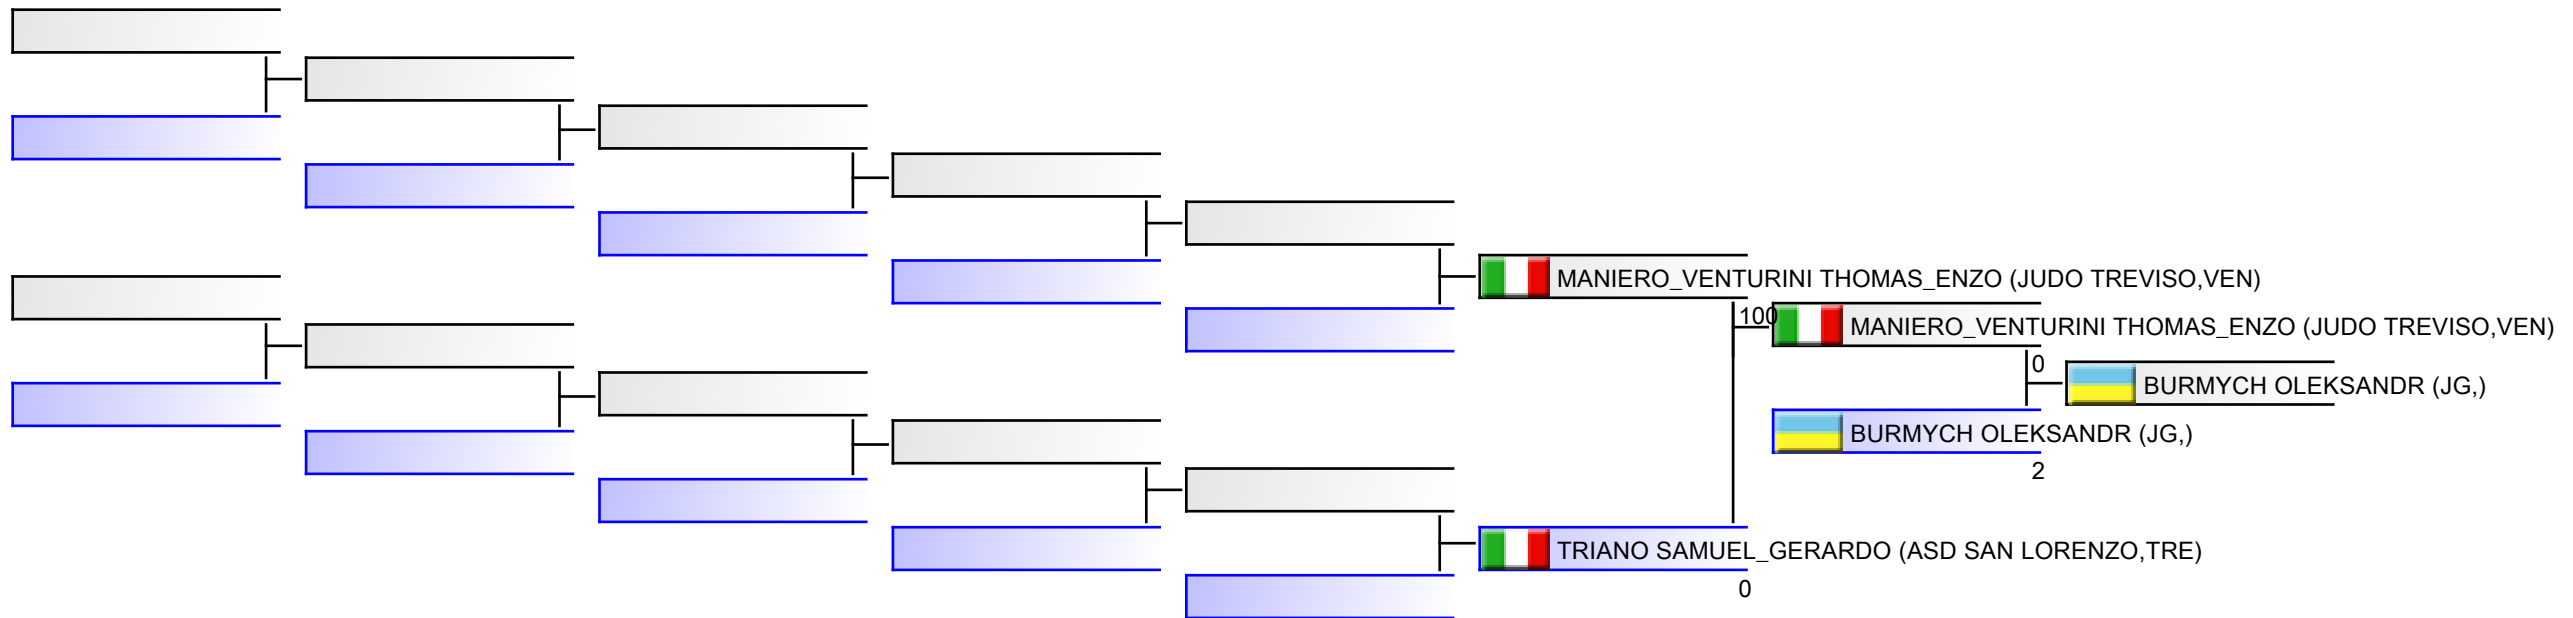 MANIERO_VENTURINI THOMAS_ENZO (JUDO TREVISO,VEN)
100
MANIERO_VENTURINI THOMAS_ENZO (JUDO TREVISO,VEN)
0
BURMYCH OLEKSANDR (JG,)
BURMYCH OLEKSANDR (JG,)
2
TRIANO SAMUEL_GERARDO (ASD SAN LORENZO,TRE)
0